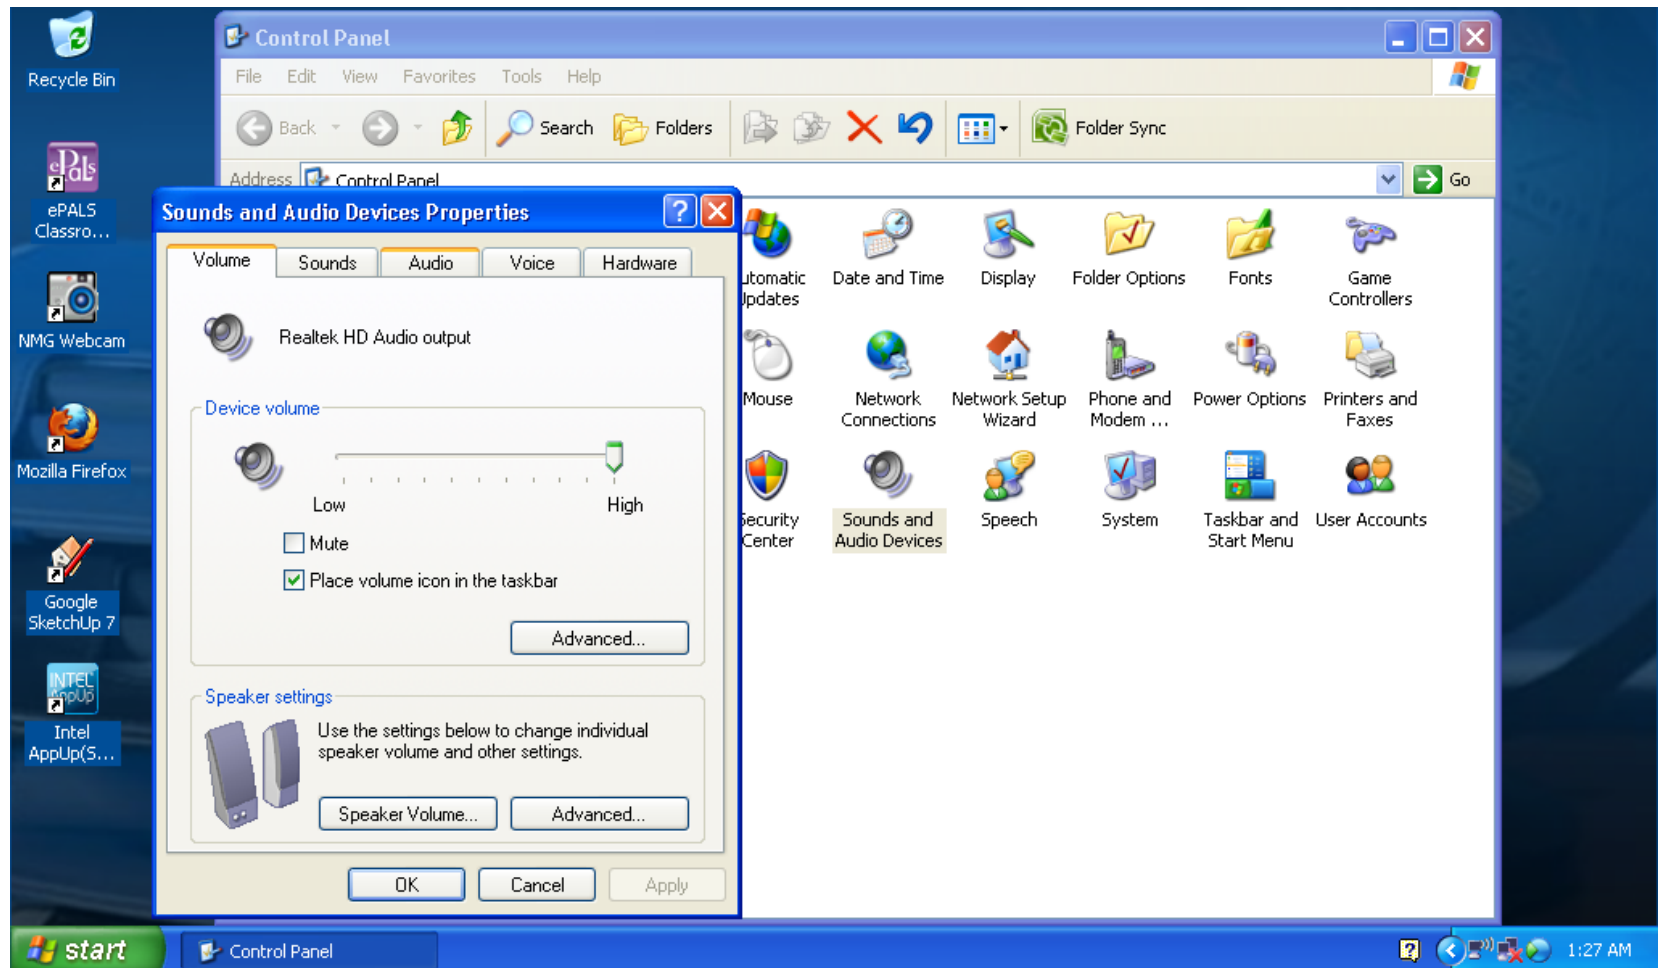 Recycle Bin
ePALS
ePALS
Classro...
NMG Webcam
Mozilla Firefox
Google
SketchUp 7
INTEL
AppUp
Intel
AppUp(S...
Control Panel
File Edit View Favorites Tools Help
Back Search Folders Folder Sync
Address Control Panel Go
Sounds and Audio Devices Properties
Volume Sounds Audio Voice Hardware
Realtek HD Audio output
Device volume
Low High
Mute
Place volume icon in the taskbar
Advanced...
Speaker settings
Use the settings below to change individual
speaker volume and other settings.
Speaker Volume... Advanced...
OK Cancel Apply
utomatic
Updates
Date and Time
Display
Folder Options
Fonts
Game
Controllers
Mouse
Network
Connections
Network Setup
Wizard
Phone and
Modem ...
Power Options
Printers and
Faxes
Security
Center
Sounds and
Audio Devices
Speech
System
Taskbar and
Start Menu
User Accounts
start
Control Panel
1:27 AM